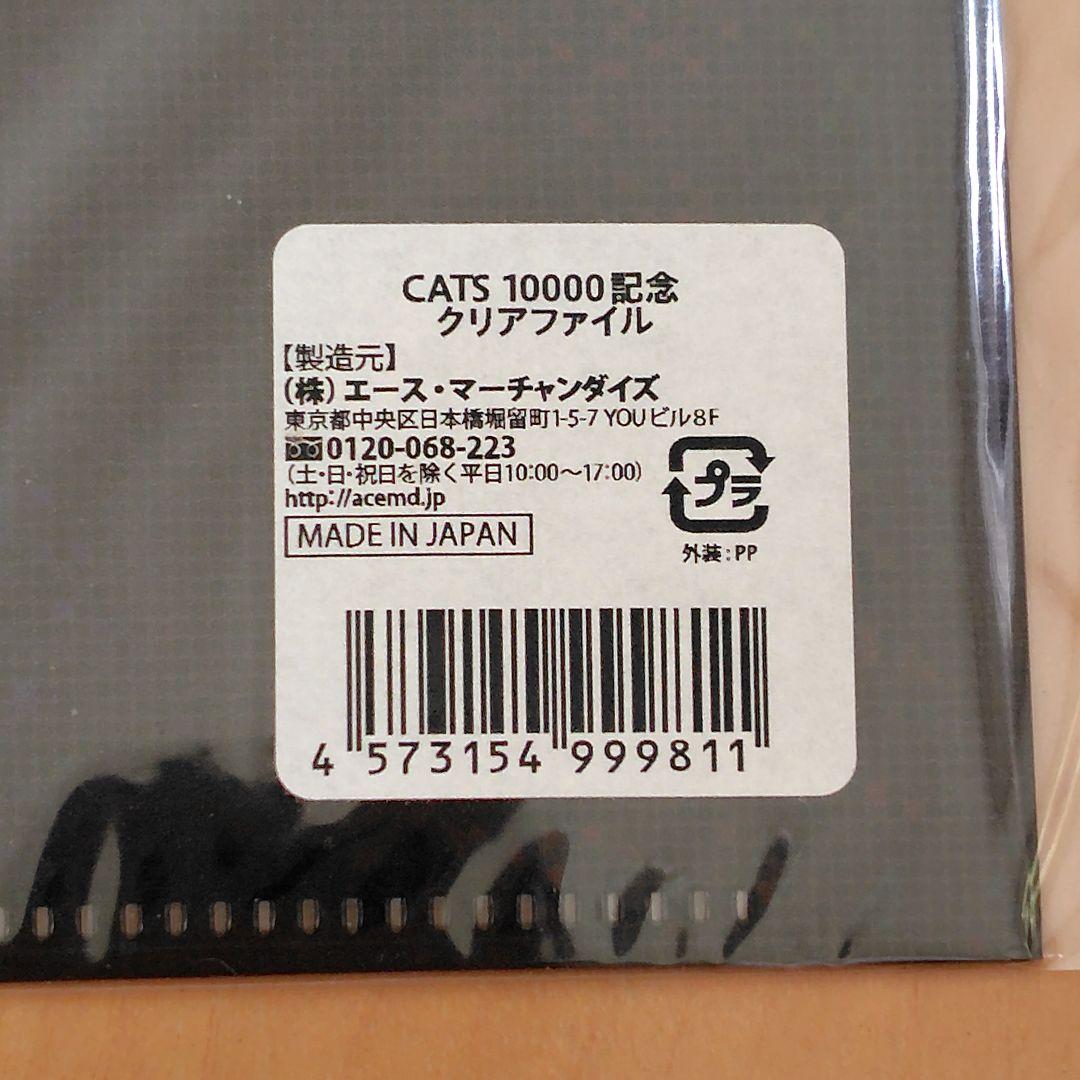 CATS 10000記念
クリアファイル
【製造元】
(株)エース・マーチャンダイズ
東京都中央区日本橋堀留町1-5-7 YOUビル8F
0120-068-223
(土・日・祝日を除く平日10:00～17:00)
http://acemd.jp
MADE IN JAPAN
プラ
外装:PP
4 573154 999811